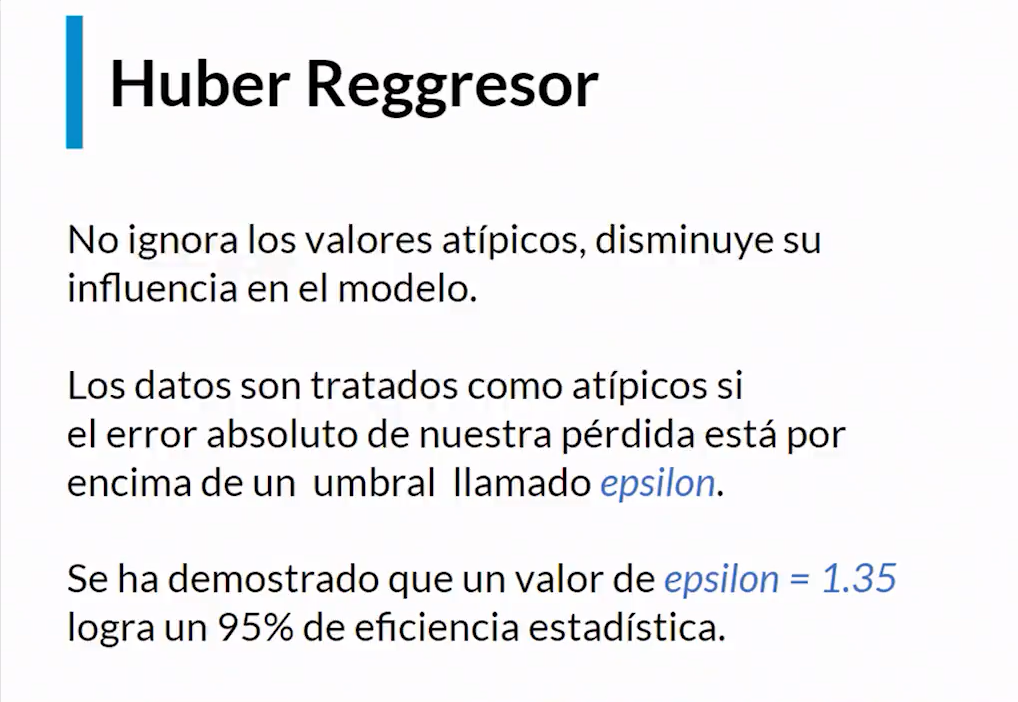 Huber Reggresor
No ignora los valores atípicos, disminuye su
influencia en el modelo.
Los datos son tratados como atípicos si
el error absoluto de nuestra pérdida está por
encima de un umbral llamado epsilon.
Se ha demostrado que un valor de epsilon = 1.35
logra un 95% de eficiencia estadística.